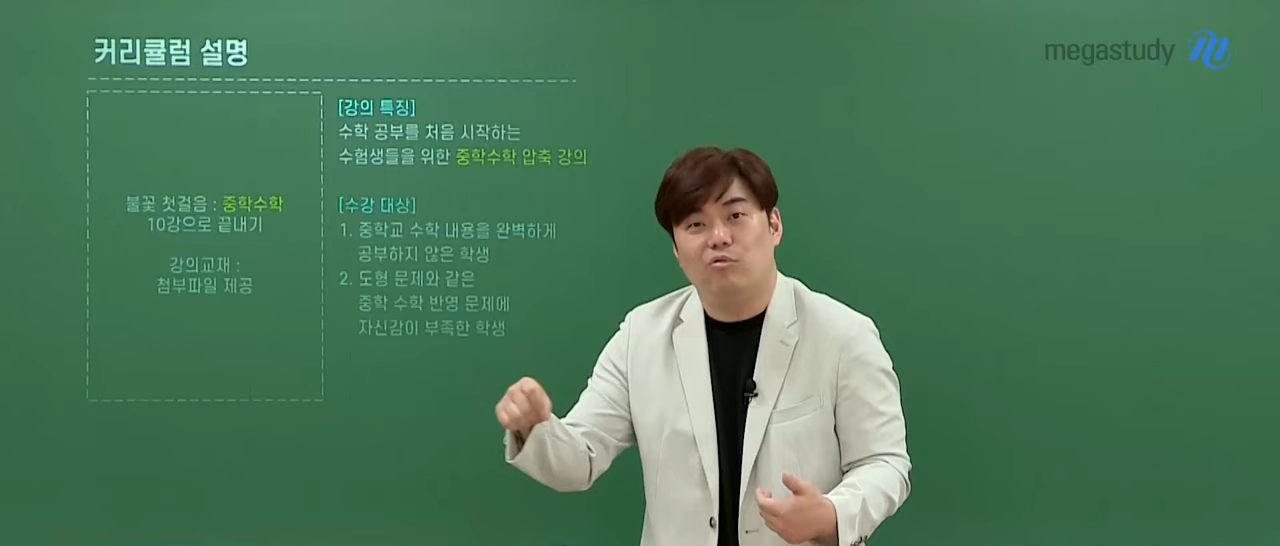 커리큘럼 설명
megastudy
[강의 특징]
수학 공부를 처음 시작하는
수험생들을 위한 중학수학 압축 강의
불꽃 첫걸음 : 중학수학
10강으로 끝내기
강의교재 :
첨부파일 제공
[수강 대상]
1. 중학교 수학 내용을 완벽하게
공부하지 않은 학생
2. 도형 문제와 같은
중학 수학 반영 문제에
자신감이 부족한 학생